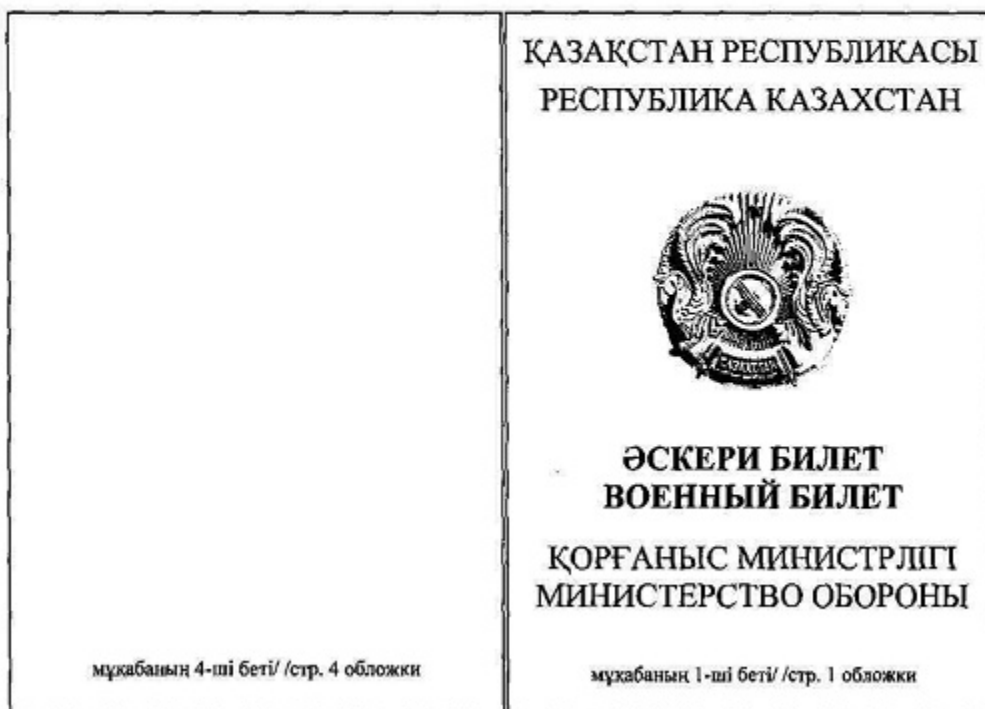 ҚАЗАҚСТАН РЕСПУБЛИКАСЫ
РЕСПУБЛИКА КАЗАХСТАН
ӘСКЕРИ БИЛЕТ
ВОЕННЫЙ БИЛЕТ
ҚОРҒАНЫС МИНИСТРЛІГІ
МИНИСТЕРСТВО ОБОРОНЫ
мұқабаның 4-ші беті/ /стр. 4 обложки
мұқабаның 1-ші беті/ /стр. 1 обложки